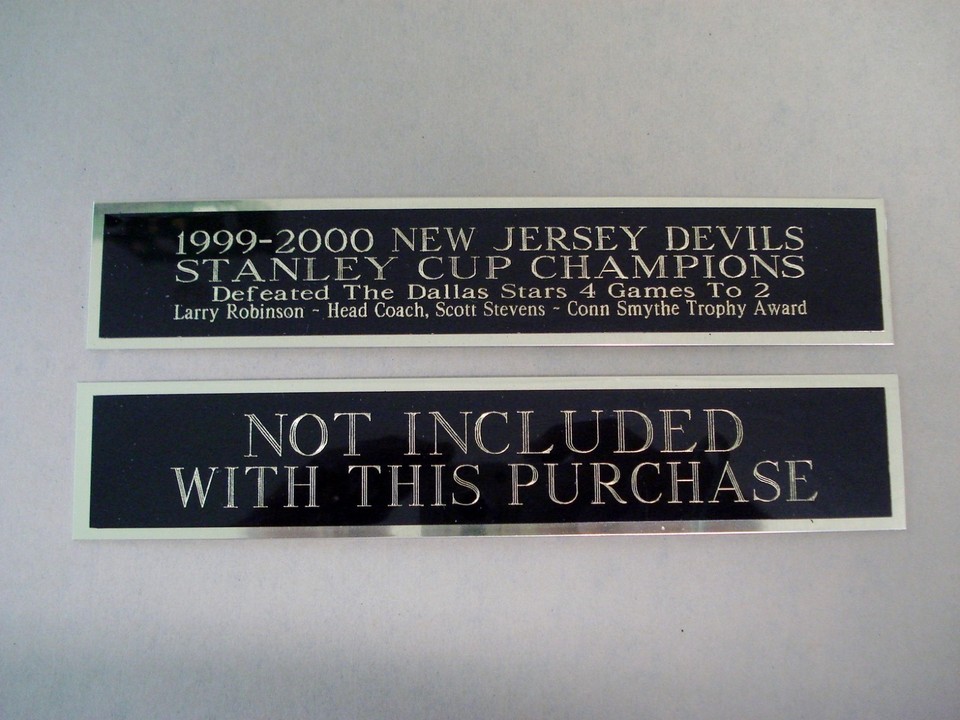 1999-2000 NEW JERSEY DEVILS
STANLEY CUP CHAMPIONS
Defeated The Dallas Stars 4 Games To 2
Larry Robinson ~ Head Coach, Scott Stevens ~ Conn Smythe Trophy Award
NOT INCLUDED
WITH THIS PURCHASE